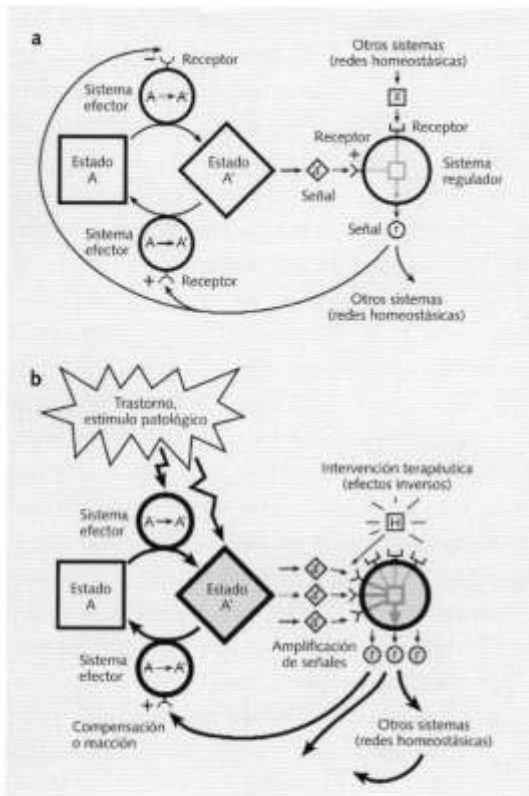 a
Otros sistemas
(redes homeostásicas)
Receptor
Sistema
efector
A→A'
Receptor
Receptor
Estado
A
Estado
A'
Señal
Sistema
regulador
Sistema
efector
A→A'
Señal
r
Receptor
Otros sistemas
(redes homeostásicas)
b
Trastorno,
estímulo patológico
Intervención terapéutica
(efectos inversos)
Sistema
efector
A→A'
H
Estado
A
Estado
A'
Amplificación
de señales
Sistema
efector
A→A'
r r r
Compensación
o reacción
Otros sistemas
(redes homeostásicas)